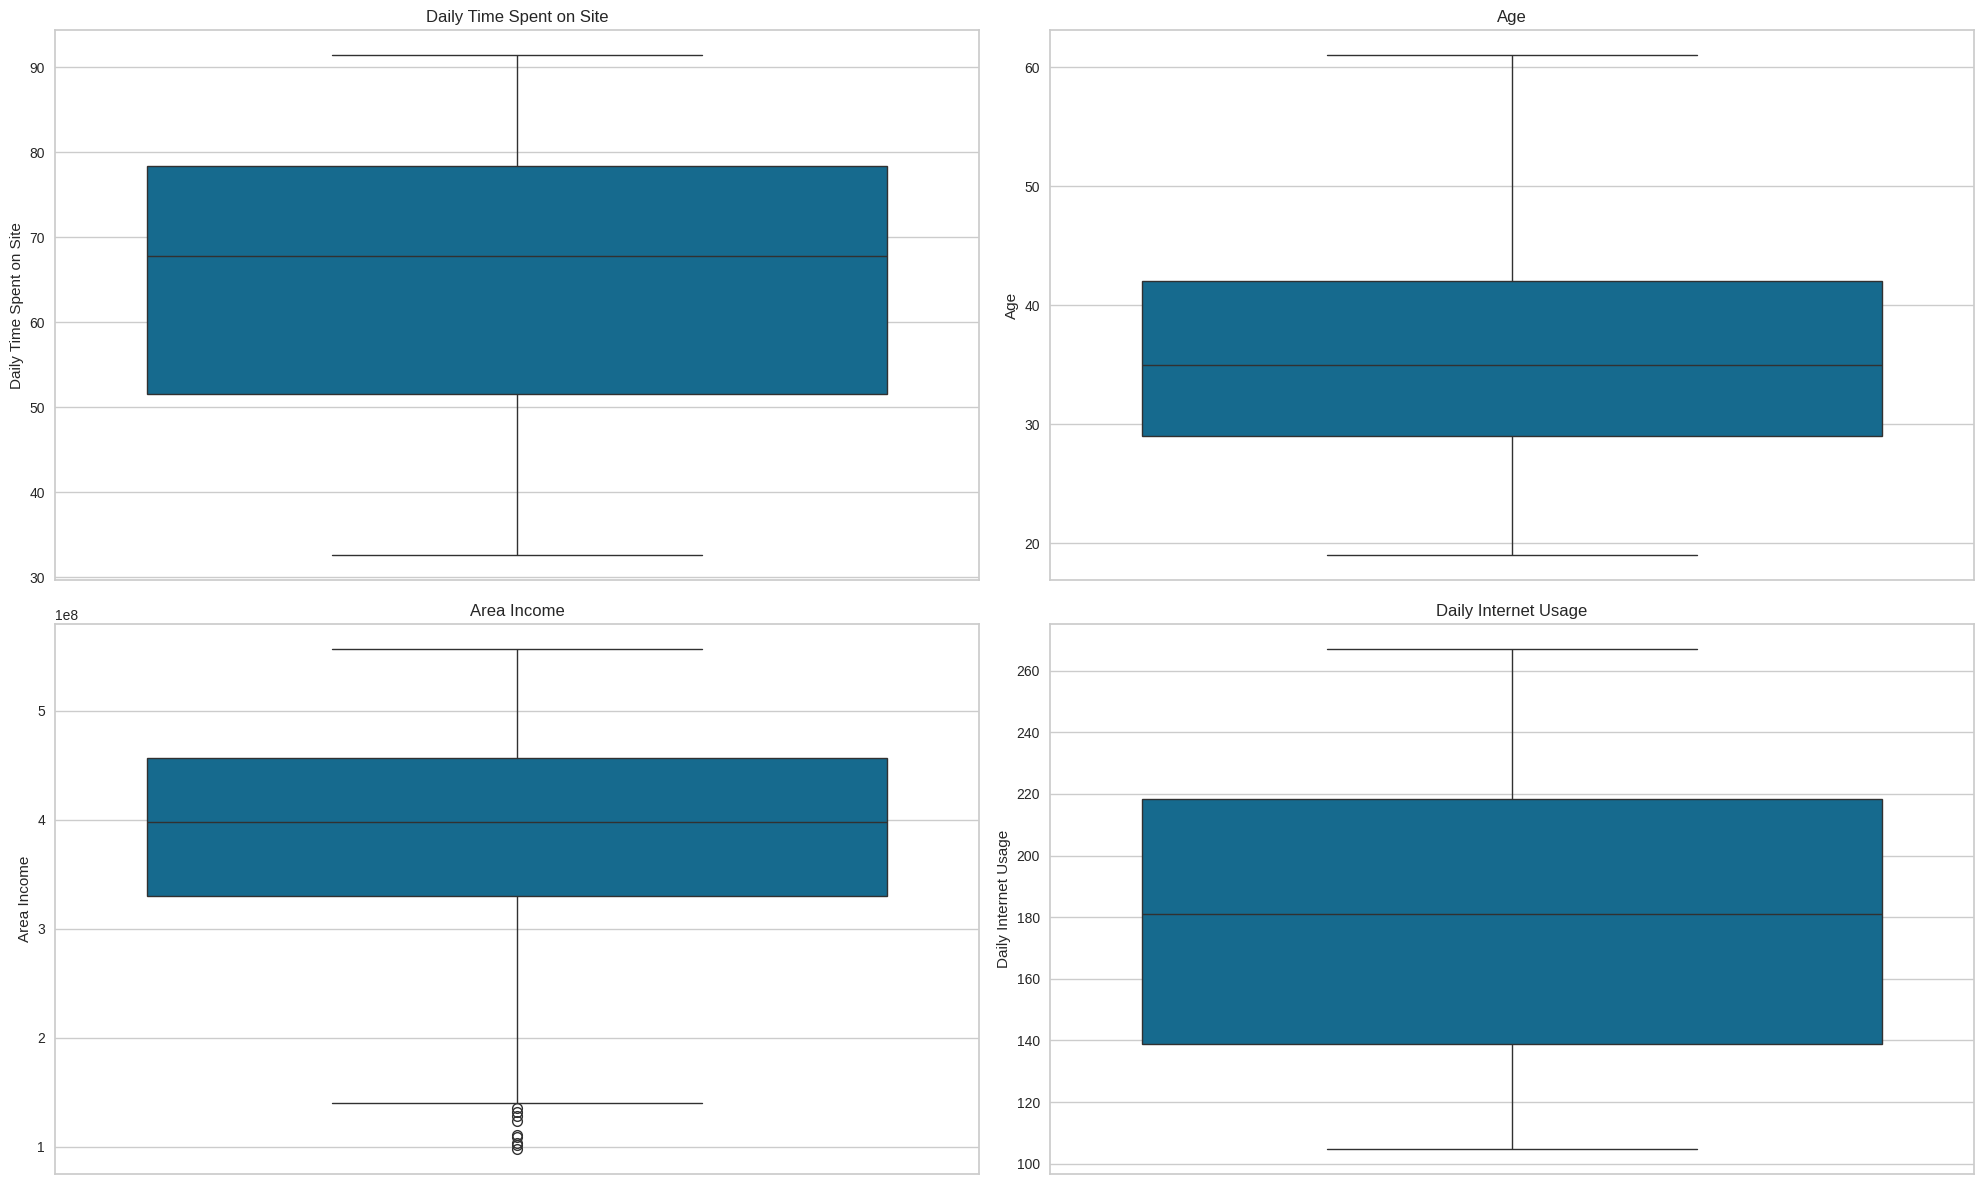 Daily Time Spent on Site
Daily Time Spent on Site
90
80
70
60
50
40
30
Age
Age
60
50
40
30
20
Area Income
1e8
Area Income
5
4
3
2
1
Daily Internet Usage
Daily Internet Usage
260
240
220
200
180
160
140
120
100